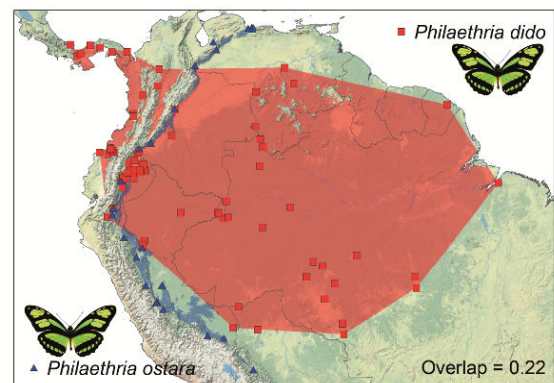 Philaethria dido
Philaethria ostara
Overlap = 0.22